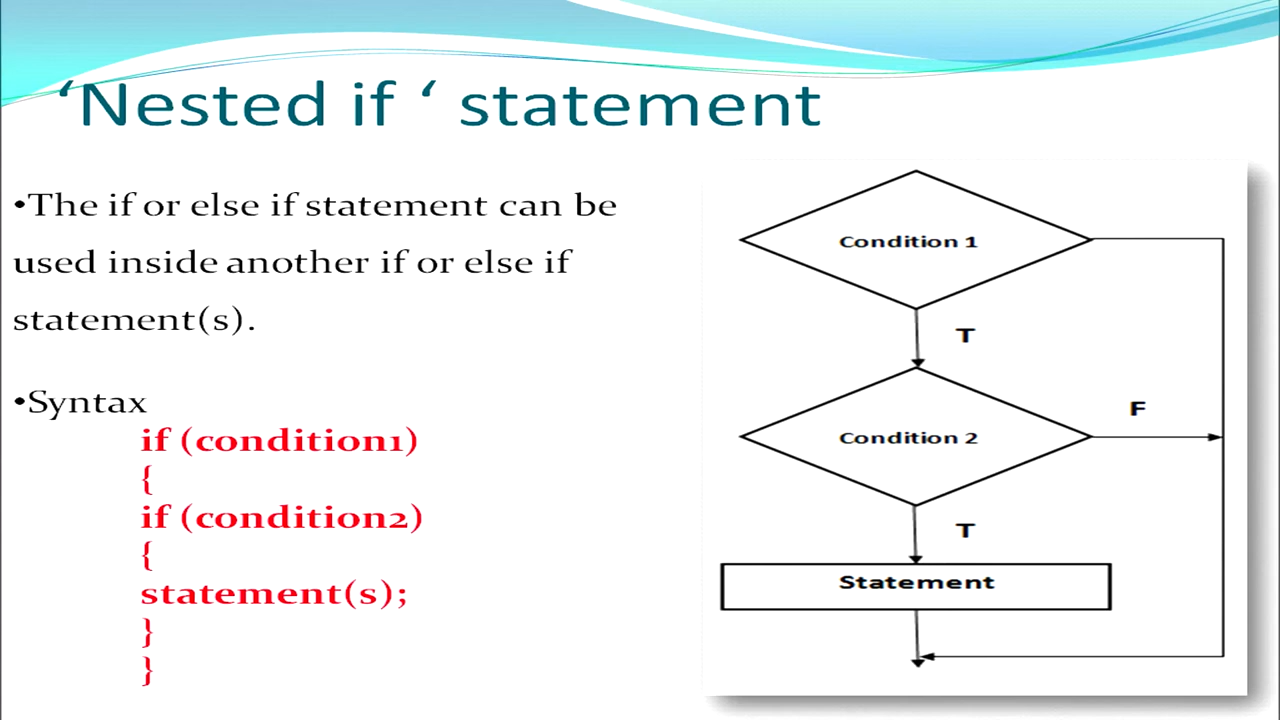 ‘Nested if ‘ statement
•The if or else if statement can be
used inside another if or else if
statement(s).
•Syntax
if (condition1)
{
if (condition2)
{
statement(s);
}
}
Condition 1
T
Condition 2
F
T
Statement